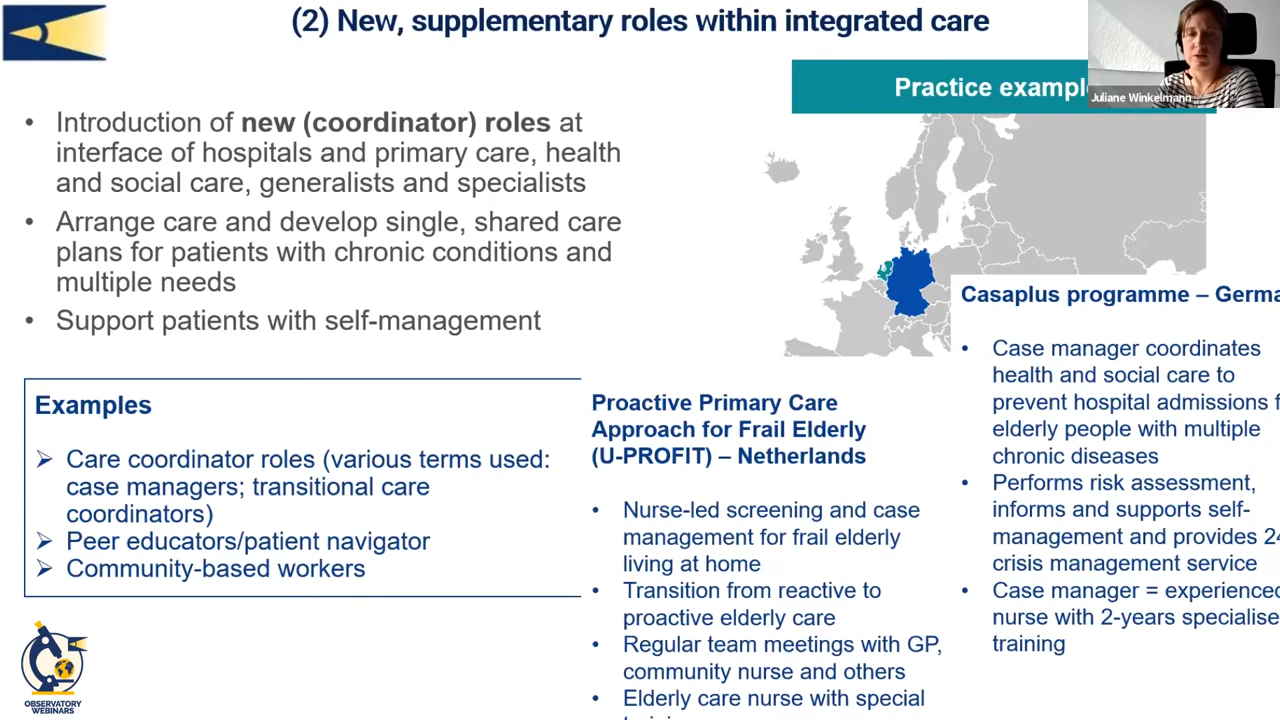 (2) New, supplementary roles within integrated care
Juliane Winkelmann
Practice
• Introduction of new (coordinator) roles at
interface of hospitals and primary care, health
and social care, generalists and specialists
• Arrange care and develop single, shared care
plans for patients with chronic conditions and
multiple needs
• Support patients with self-management
Examples
➢ Care coordinator roles (various terms used:
case managers; transitional care
coordinators)
➢ Peer educators/patient navigator
➢ Community-based workers
Proactive Primary Care
Approach for Frail Elderly
(U-PROFIT) – Netherlands
• Nurse-led screening and case
management for frail elderly
living at home
• Transition from reactive to
proactive elderly care
• Regular team meetings with GP,
community nurse and others
• Elderly care nurse with special
Casaplus programme –
• Case manager coordinates
health and social care to
prevent hospital admissions
elderly people with multiple
chronic diseases
• Performs risk assessment,
informs and supports self-
management and provides
crisis management service
• Case manager = experienced
nurse with 2-years
training
OBSERVATORY
WEBINARS